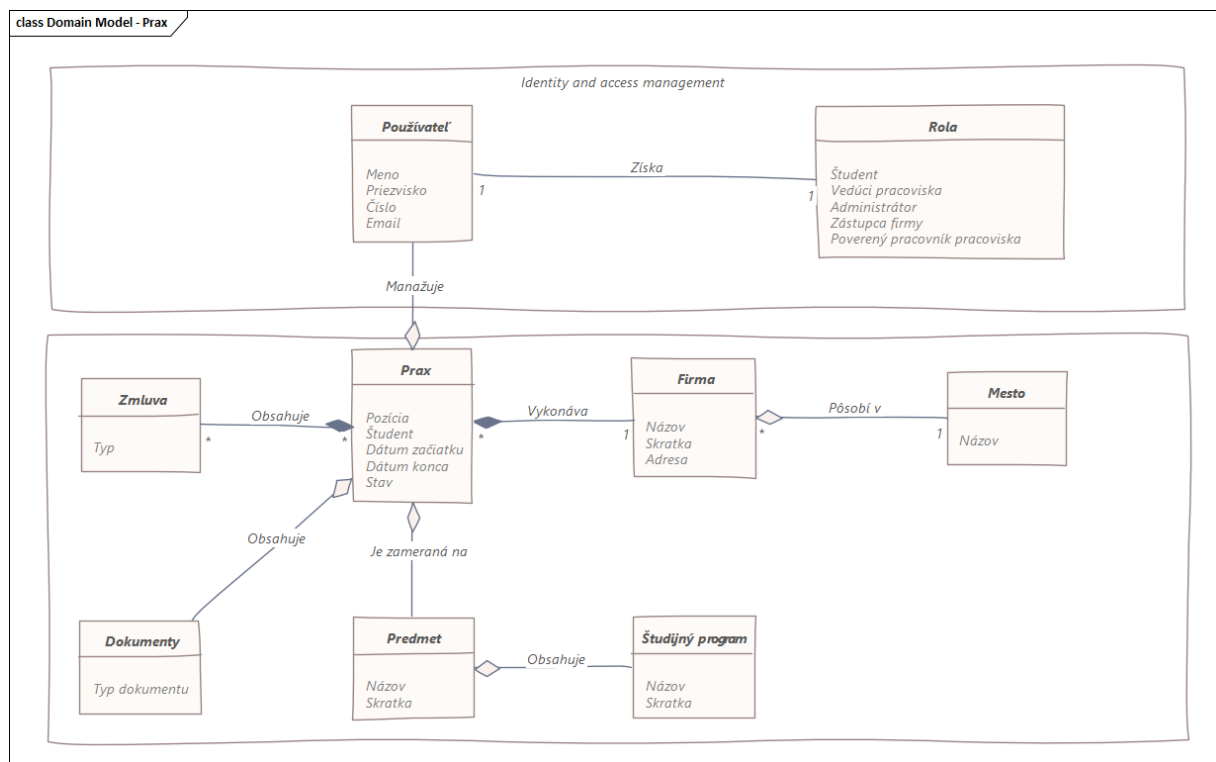 class Domain Model - Prax
Identity and access management
Používateľ
Meno
Priezvisko
Číslo
Email
Získa
1
1
Rola
Študent
Vedúci pracoviska
Administrátor
Zástupca firmy
Poverený pracovník pracoviska
Manažuje
Zmluva
Typ
Obsahuje
*
*
Prax
Pozícia
Študent
Dátum začiatku
Dátum konca
Stav
Vykonáva
*
1
Firma
Názov
Skratka
Adresa
Pôsobí v
*
1
Mesto
Názov
Obsahuje
Je zameraná na
Dokumenty
Typ dokumentu
Predmet
Názov
Skratka
Obsahuje
Študijný program
Názov
Skratka